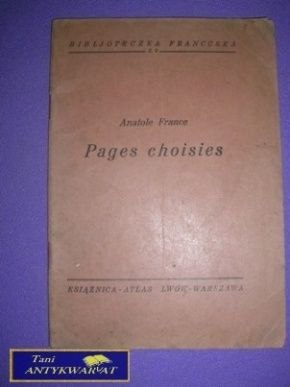 BIBLJOTECZKA FRANCUSKA
Anatole France
Pages choisies
KSIĄŻNICA-ATLAS LWÓW-WARSZAWA
Tani
ANTYKWARIAT